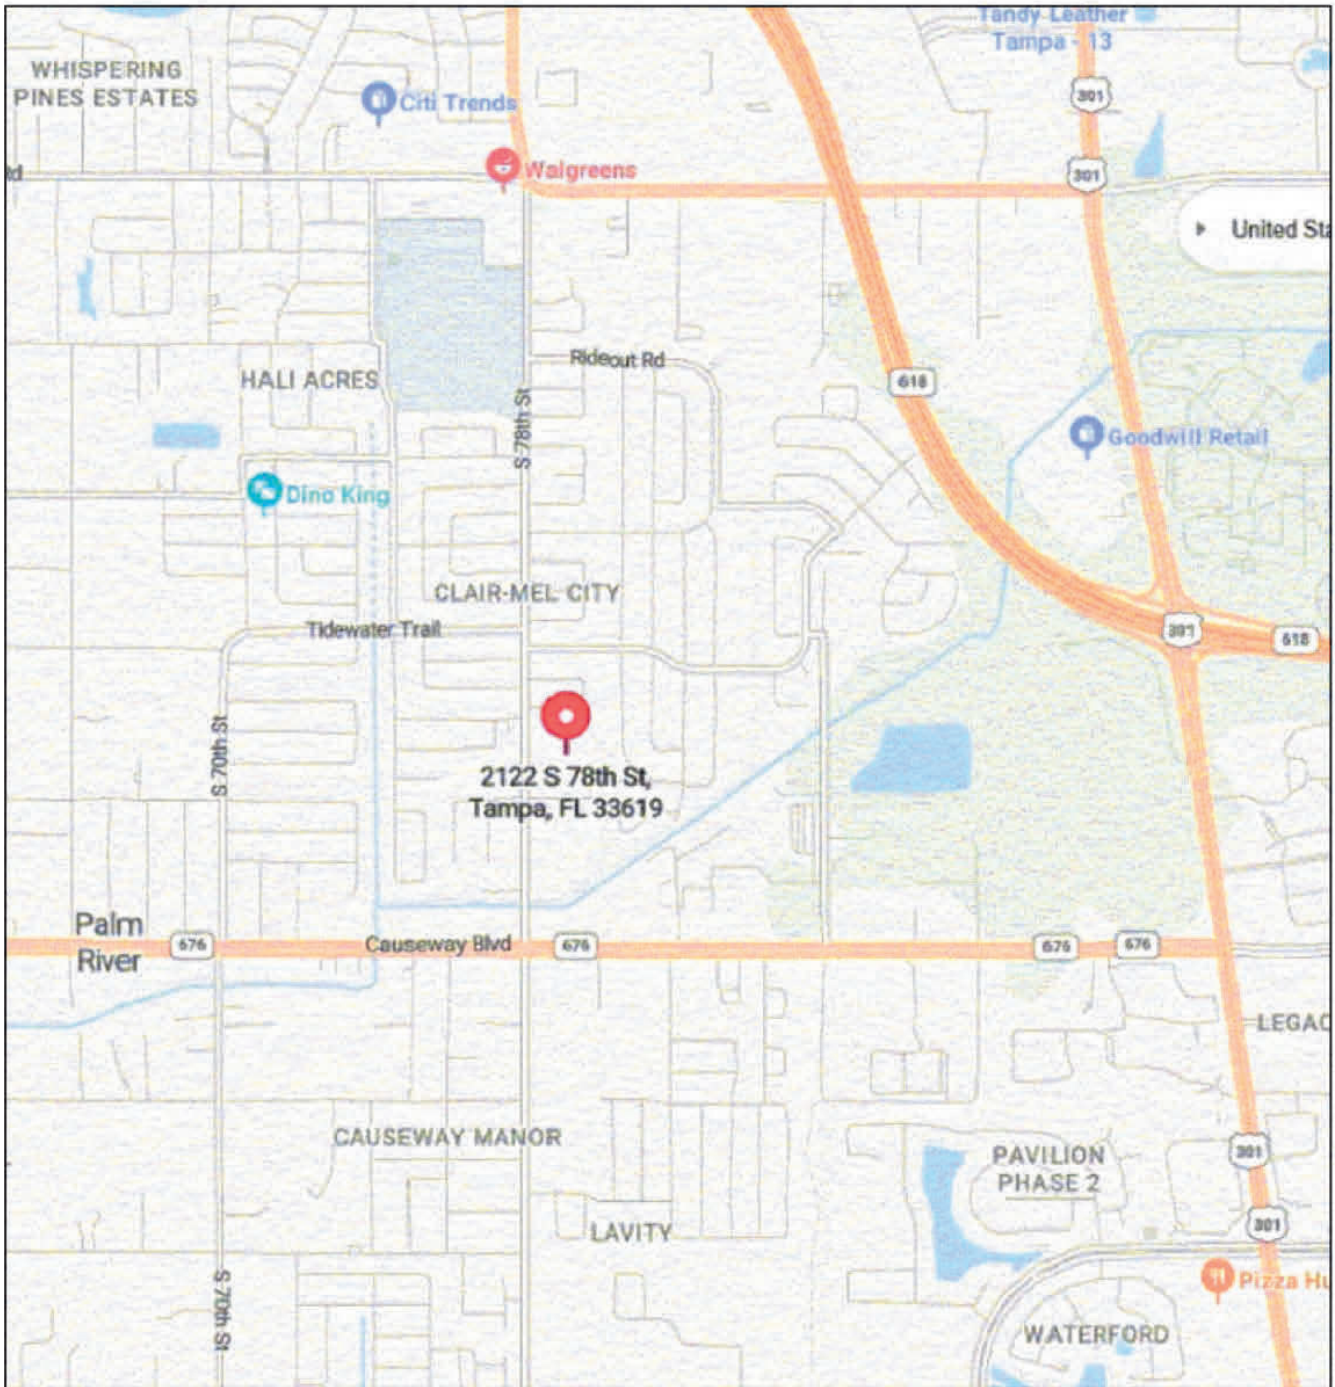 Tandy Leather
Tampa - 13
WHISPERING
PINES ESTATES
Citi Trends
301
Walgreens
Rd
301
United Sta
Rideout Rd
HALI ACRES
618
S 78th St
Goodwill Retail
Dino King
CLAIR-MEL CITY
Tidewater Trail
301
618
S 70th St
2122 S 78th St,
Tampa, FL 33619
Palm
River
676
Causeway Blvd
676
676
676
LEGAC
CAUSEWAY MANOR
PAVILION
PHASE 2
301
LAVITY
301
S 70th St
Pizza Hu
WATERFORD